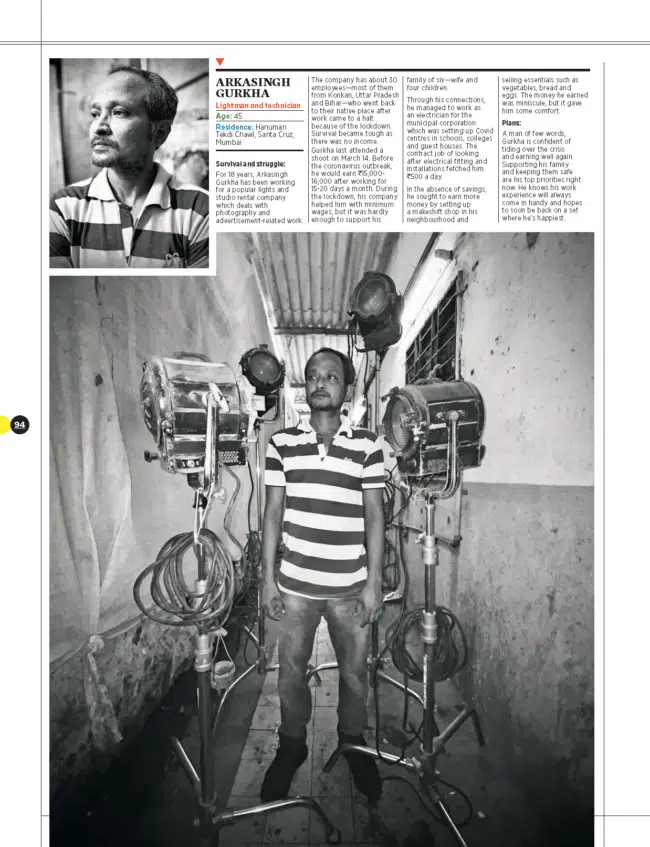 ARKASINGH
GURKHA
Lightman and technician
Age: 45
Residence: Hanuman
Tekdi Chawl, Santa Cruz,
Mumbai
Survival and struggle:
For 18 years, Arkasingh
Gurkha has been working
for a popular lights and
studio rental company
which deals with
photography and
advertisement-related work.
The company has about 30
employees—most of them
from Konkan, Uttar Pradesh
and Bihar—who went back
to their native place after
work came to a halt
because of the lockdown.
Survival became tough as
there was no income.
Gurkha last attended a
shoot on March 14. Before
the coronavirus outbreak,
he would earn ₹15,000-
16,000 after working for
15-20 days a month. During
the lockdown, his company
helped him with minimum
wages, but it was hardly
enough to support his
family of six—wife and
four children.
Through his connections,
he managed to work as
an electrician for the
municipal corporation
which was setting up Covid
centres in schools, colleges
and guest houses. The
contract job of looking
after electrical fitting and
installations fetched him
₹500 a day.
In the absence of savings,
he sought to earn more
money by setting up
a makeshift shop in his
neighbourhood and
selling essentials such as
vegetables, bread and
eggs. The money he earned
was miniscule, but it gave
him some comfort.
Plans:
A man of few words,
Gurkha is confident of
tiding over the crisis
and earning well again.
Supporting his family
and keeping them safe
are his top priorities right
now. He knows his work
experience will always
come in handy and hopes
to soon be back on a set
where he's happiest.
94